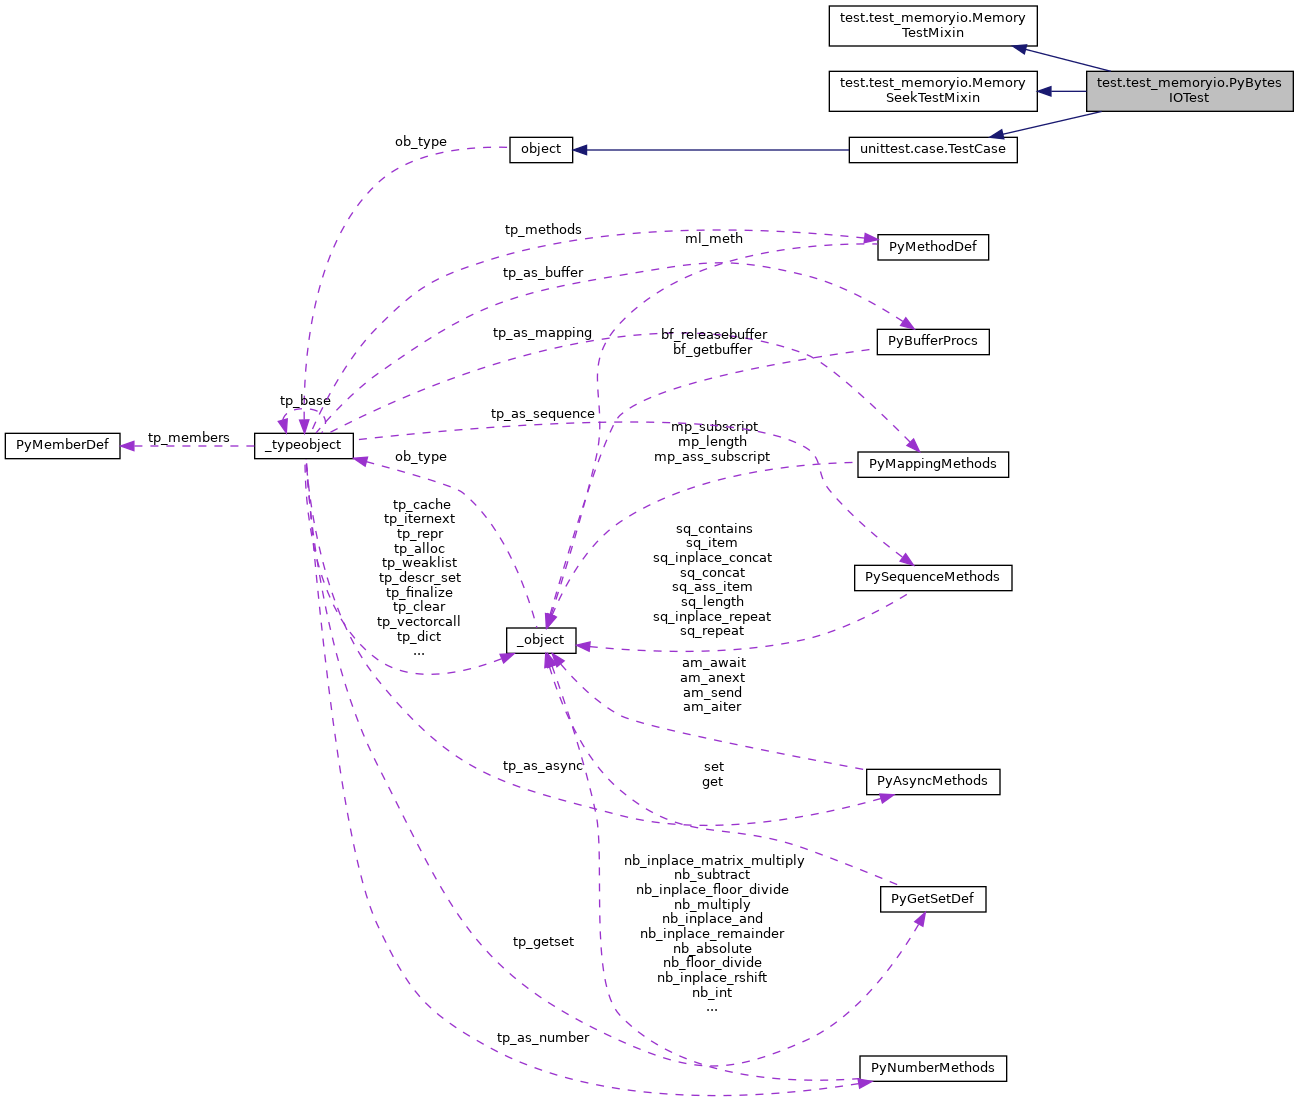 test.test_memoryio.Memory
TestMixin
test.test_memoryio.Memory
SeekTestMixin
test.test_memoryio.PyBytes
IOTest
ob_type
object
unittest.case.TestCase
tp_methods
ml_meth
PyMethodDef
tp_as_buffer
tp_as_mapping
bf_releasebuffer
bf_getbuffer
PyBufferProcs
tp_base
tp_as_sequence
PyMemberDef
tp_members
_typeobject
ob_type
mp_subscript
mp_length
mp_ass_subscript
PyMappingMethods
tp_cache
tp_iternext
tp_repr
tp_alloc
tp_weaklist
tp_descr_set
tp_finalize
tp_clear
tp_vectorcall
tp_dict
...
sq_contains
sq_item
sq_inplace_concat
sq_concat
sq_ass_item
sq_length
sq_inplace_repeat
sq_repeat
PySequenceMethods
_object
am_await
am_anext
am_send
am_aiter
tp_as_async
set
get
PyAsyncMethods
nb_inplace_matrix_multiply
nb_subtract
nb_inplace_floor_divide
nb_multiply
nb_inplace_and
nb_inplace_remainder
nb_absolute
nb_floor_divide
nb_inplace_rshift
nb_int
...
PyGetSetDef
tp_getset
tp_as_number
PyNumberMethods